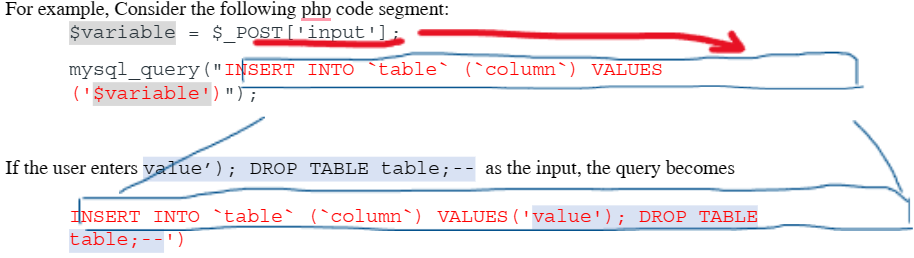 For example, Consider the following php code segment:
$variable = $_POST['input'];
mysql_query("INSERT INTO `table` (`column`) VALUES
('$variable')");
If the user enters value’); DROP TABLE table;-- as the input, the query becomes
INSERT INTO `table` (`column`) VALUES('value'); DROP TABLE
table;--')